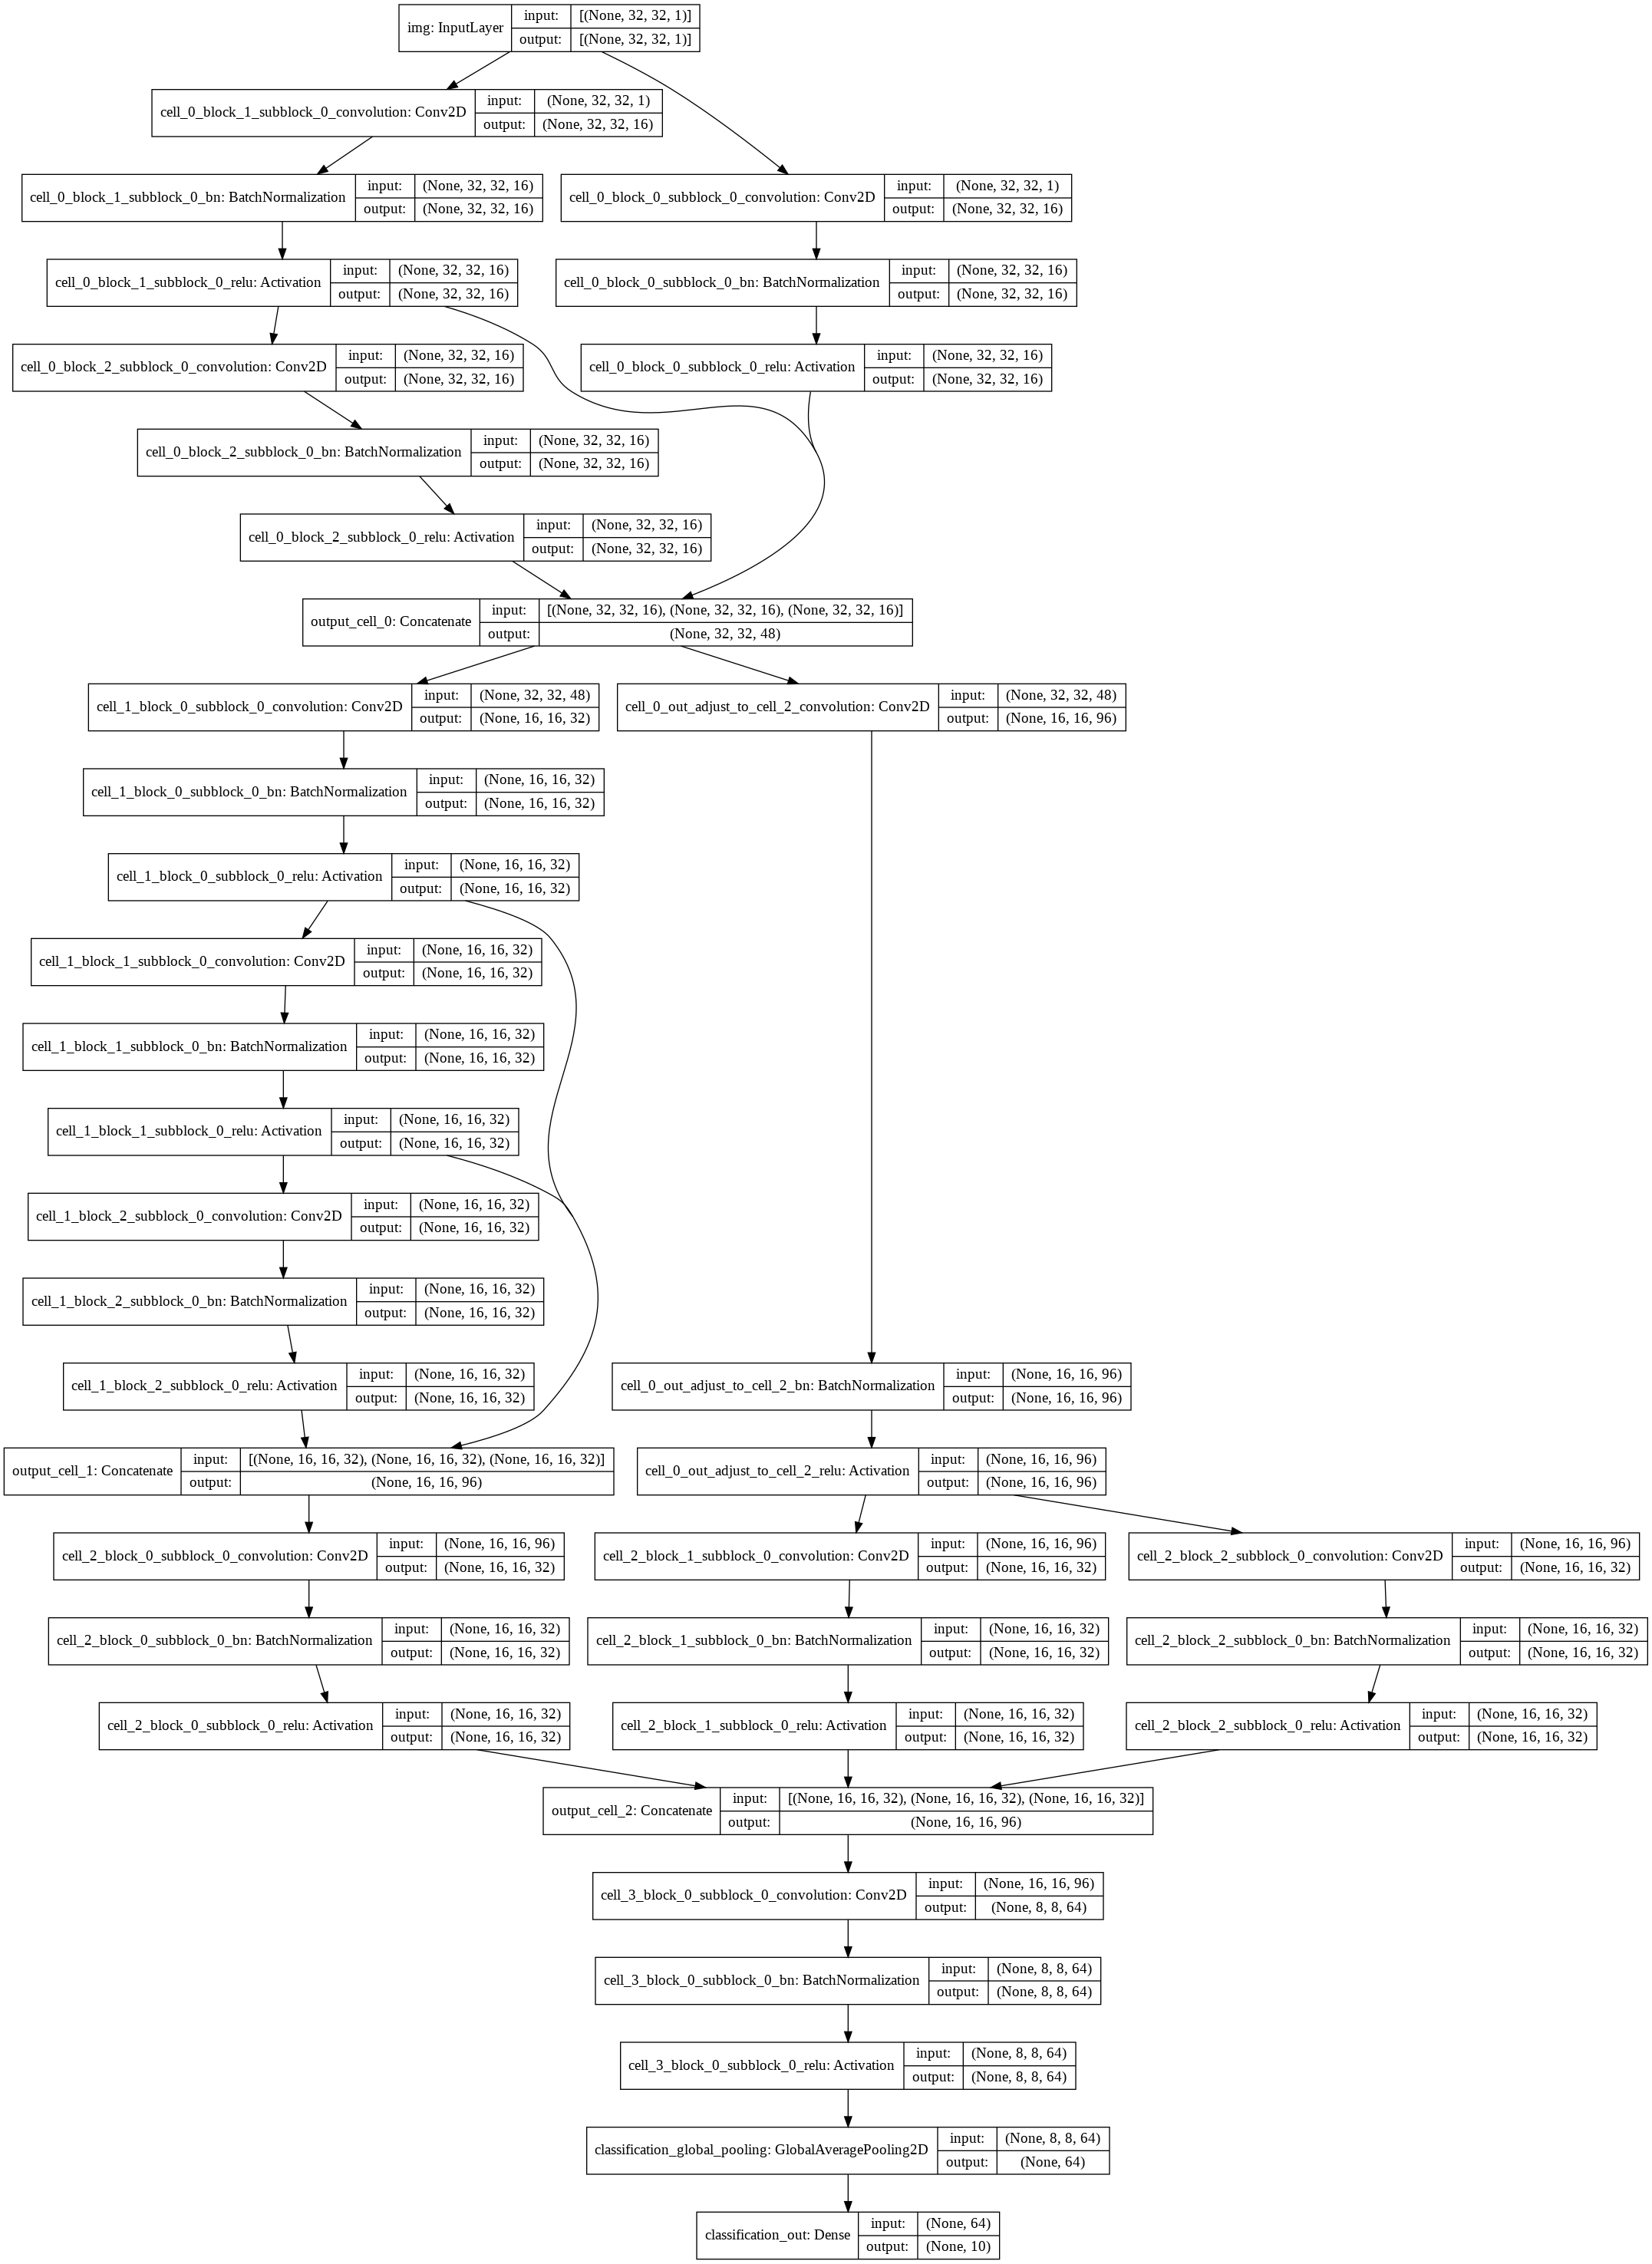 img: InputLayer
input: [(None, 32, 32, 1)]
output: [(None, 32, 32, 1)]
cell_0_block_1_subblock_0_convolution: Conv2D
input: (None, 32, 32, 1)
output: (None, 32, 32, 16)
cell_0_block_1_subblock_0_bn: BatchNormalization
input: (None, 32, 32, 16)
output: (None, 32, 32, 16)
cell_0_block_0_subblock_0_convolution: Conv2D
input: (None, 32, 32, 1)
output: (None, 32, 32, 16)
cell_0_block_1_subblock_0_relu: Activation
input: (None, 32, 32, 16)
output: (None, 32, 32, 16)
cell_0_block_0_subblock_0_bn: BatchNormalization
input: (None, 32, 32, 16)
output: (None, 32, 32, 16)
cell_0_block_2_subblock_0_convolution: Conv2D
input: (None, 32, 32, 16)
output: (None, 32, 32, 16)
cell_0_block_0_subblock_0_relu: Activation
input: (None, 32, 32, 16)
output: (None, 32, 32, 16)
cell_0_block_2_subblock_0_bn: BatchNormalization
input: (None, 32, 32, 16)
output: (None, 32, 32, 16)
cell_0_block_2_subblock_0_relu: Activation
input: (None, 32, 32, 16)
output: (None, 32, 32, 16)
output_cell_0: Concatenate
input: [(None, 32, 32, 16), (None, 32, 32, 16), (None, 32, 32, 16)]
output: (None, 32, 32, 48)
cell_1_block_0_subblock_0_convolution: Conv2D
input: (None, 32, 32, 48)
output: (None, 16, 16, 32)
cell_0_out_adjust_to_cell_2_convolution: Conv2D
input: (None, 32, 32, 48)
output: (None, 16, 16, 96)
cell_1_block_0_subblock_0_bn: BatchNormalization
input: (None, 16, 16, 32)
output: (None, 16, 16, 32)
cell_1_block_0_subblock_0_relu: Activation
input: (None, 16, 16, 32)
output: (None, 16, 16, 32)
cell_1_block_1_subblock_0_convolution: Conv2D
input: (None, 16, 16, 32)
output: (None, 16, 16, 32)
cell_1_block_1_subblock_0_bn: BatchNormalization
input: (None, 16, 16, 32)
output: (None, 16, 16, 32)
cell_1_block_1_subblock_0_relu: Activation
input: (None, 16, 16, 32)
output: (None, 16, 16, 32)
cell_1_block_2_subblock_0_convolution: Conv2D
input: (None, 16, 16, 32)
output: (None, 16, 16, 32)
cell_1_block_2_subblock_0_bn: BatchNormalization
input: (None, 16, 16, 32)
output: (None, 16, 16, 32)
cell_1_block_2_subblock_0_relu: Activation
input: (None, 16, 16, 32)
output: (None, 16, 16, 32)
cell_0_out_adjust_to_cell_2_bn: BatchNormalization
input: (None, 16, 16, 96)
output: (None, 16, 16, 96)
output_cell_1: Concatenate
input: [(None, 16, 16, 32), (None, 16, 16, 32), (None, 16, 16, 32)]
output: (None, 16, 16, 96)
cell_0_out_adjust_to_cell_2_relu: Activation
input: (None, 16, 16, 96)
output: (None, 16, 16, 96)
cell_2_block_0_subblock_0_convolution: Conv2D
input: (None, 16, 16, 96)
output: (None, 16, 16, 32)
cell_2_block_1_subblock_0_convolution: Conv2D
input: (None, 16, 16, 96)
output: (None, 16, 16, 32)
cell_2_block_2_subblock_0_convolution: Conv2D
input: (None, 16, 16, 96)
output: (None, 16, 16, 32)
cell_2_block_0_subblock_0_bn: BatchNormalization
input: (None, 16, 16, 32)
output: (None, 16, 16, 32)
cell_2_block_1_subblock_0_bn: BatchNormalization
input: (None, 16, 16, 32)
output: (None, 16, 16, 32)
cell_2_block_2_subblock_0_bn: BatchNormalization
input: (None, 16, 16, 32)
output: (None, 16, 16, 32)
cell_2_block_0_subblock_0_relu: Activation
input: (None, 16, 16, 32)
output: (None, 16, 16, 32)
cell_2_block_1_subblock_0_relu: Activation
input: (None, 16, 16, 32)
output: (None, 16, 16, 32)
cell_2_block_2_subblock_0_relu: Activation
input: (None, 16, 16, 32)
output: (None, 16, 16, 32)
output_cell_2: Concatenate
input: [(None, 16, 16, 32), (None, 16, 16, 32), (None, 16, 16, 32)]
output: (None, 16, 16, 96)
cell_3_block_0_subblock_0_convolution: Conv2D
input: (None, 16, 16, 96)
output: (None, 8, 8, 64)
cell_3_block_0_subblock_0_bn: BatchNormalization
input: (None, 8, 8, 64)
output: (None, 8, 8, 64)
cell_3_block_0_subblock_0_relu: Activation
input: (None, 8, 8, 64)
output: (None, 8, 8, 64)
classification_global_pooling: GlobalAveragePooling2D
input: (None, 8, 8, 64)
output: (None, 64)
classification_out: Dense
input: (None, 64)
output: (None, 10)